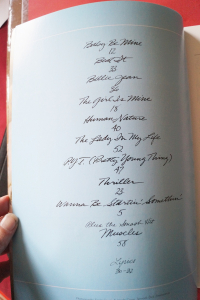 Baby Be Mine
12
Beat It
33
Billie Jean
The Girl Is Mine
18
Human Nature
40
The Lady In My Life
52
P.Y.T. (Pretty Young Thing)
47
Thriller
23
Wanna Be Startin' Somethin'
5
Muscles
58
Lyrics